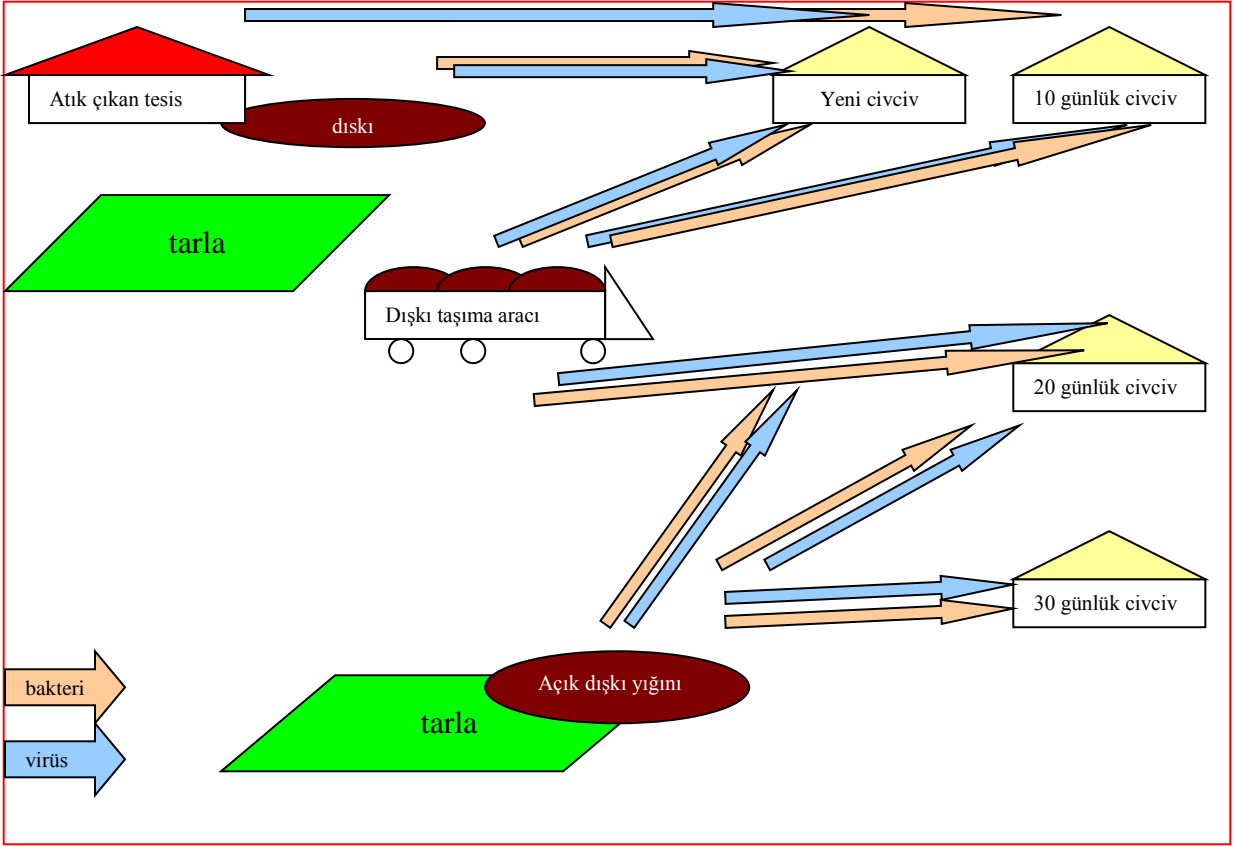 Atık çıkan tesis
Yeni civciv
10 günlük civciv
dıskı
tarla
Dışkı taşıma aracı
20 günlük civciv
30 günlük civciv
bakteri
Açık dışkı yığını
tarla
virüs